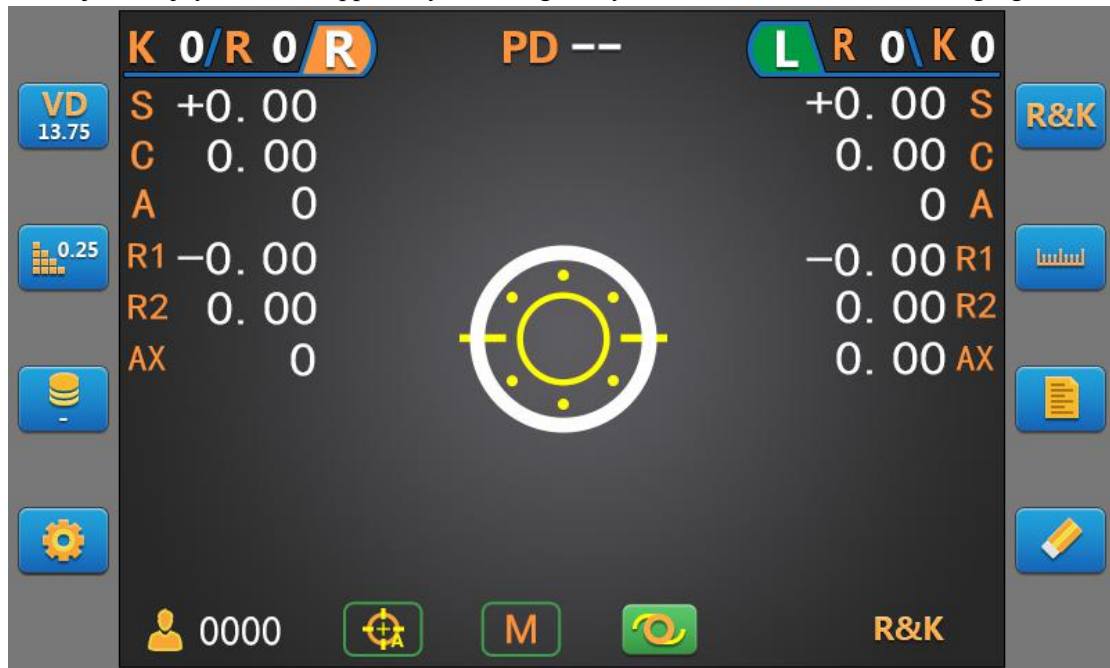 K 0/R 0/R PD -- L\R 0\K 0
VD
13.75
S +0.00 +0.00 S
R&K
C 0.00 0.00 C
A 0 0 A
0.25
R1 -0.00 -0.00 R1
R2 0.00 0.00 R2
AX 0 0.00 AX
-
0000 A M R&K